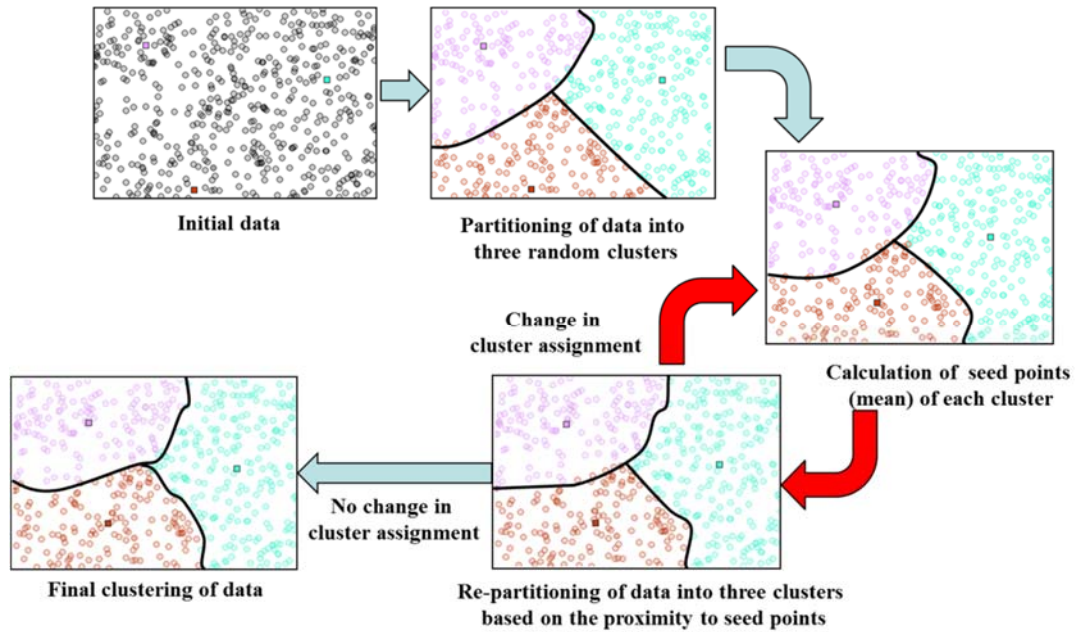 Initial data
Partitioning of data into
three random clusters
Calculation of seed points
(mean) of each cluster
Change in
cluster assignment
Re-partitioning of data into three clusters
based on the proximity to seed points
No change in
cluster assignment
Final clustering of data